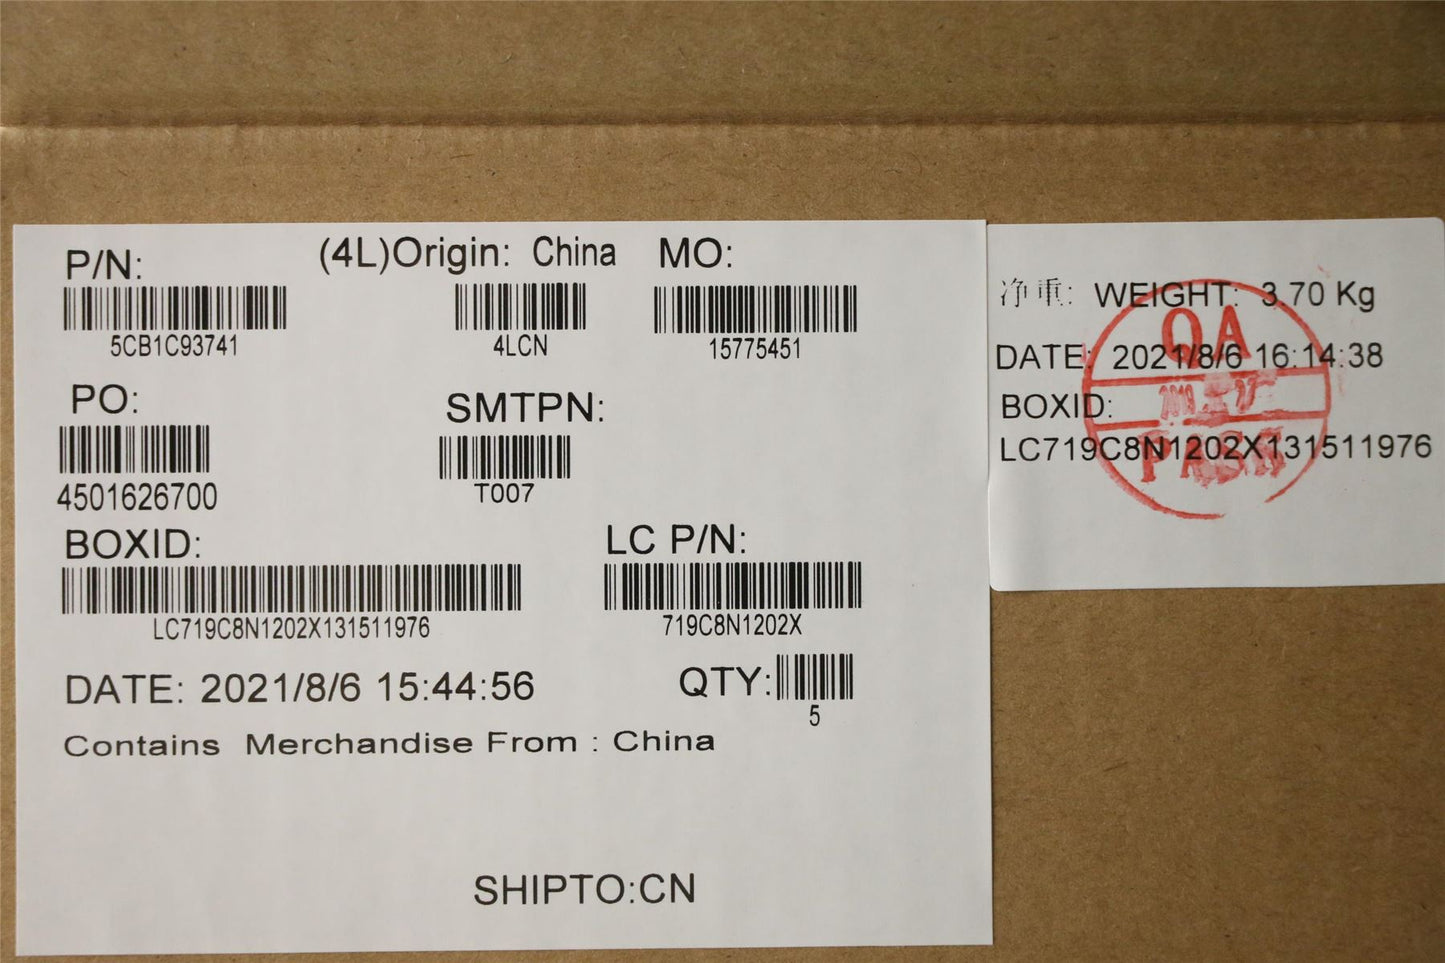 P/N:
5CB1C93741
(4L)Origin: China
4LCN
MO:
15775451
PO:
4501626700
SMTPN:
T007
BOXID:
LC719C8N1202X131511976
LC P/N:
719C8N1202X
DATE: 2021/8/6 15:44:56
QTY:
5
Contains Merchandise From : China
SHIPTO:CN
净 重: WEIGHT: 3.70 Kg
DATE: 2021/8/6 16:14:38
BOXID:
LC719C8N1202X131511976
QA
PASS